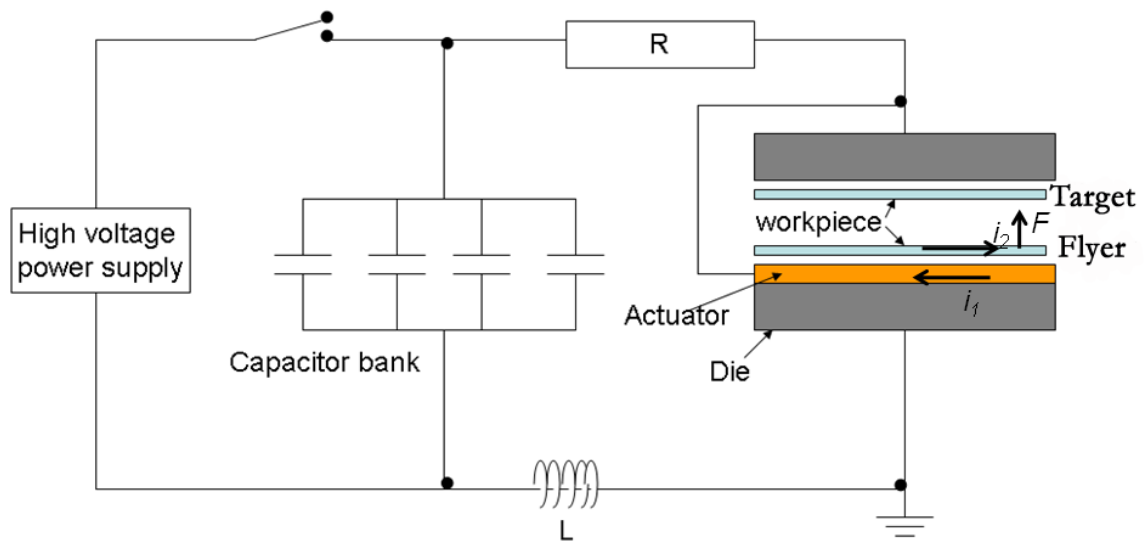 R
High voltage
power supply
Target
workpiece
F
i2
Flyer
i1
Actuator
Capacitor bank
Die
L